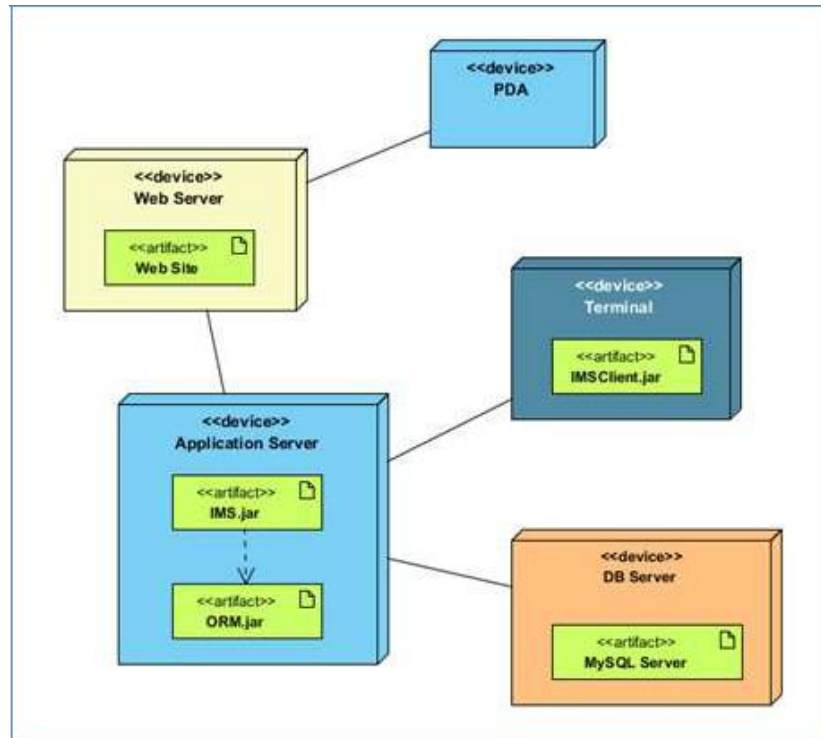 <<device>>
PDA
<<device>>
Web Server
<<artifact>>
Web Site
<<device>>
Terminal
<<artifact>>
IMSClient.jar
<<device>>
Application Server
<<artifact>>
IMS.jar
<<artifact>>
ORM.jar
<<device>>
DB Server
<<artifact>>
MySQL Server